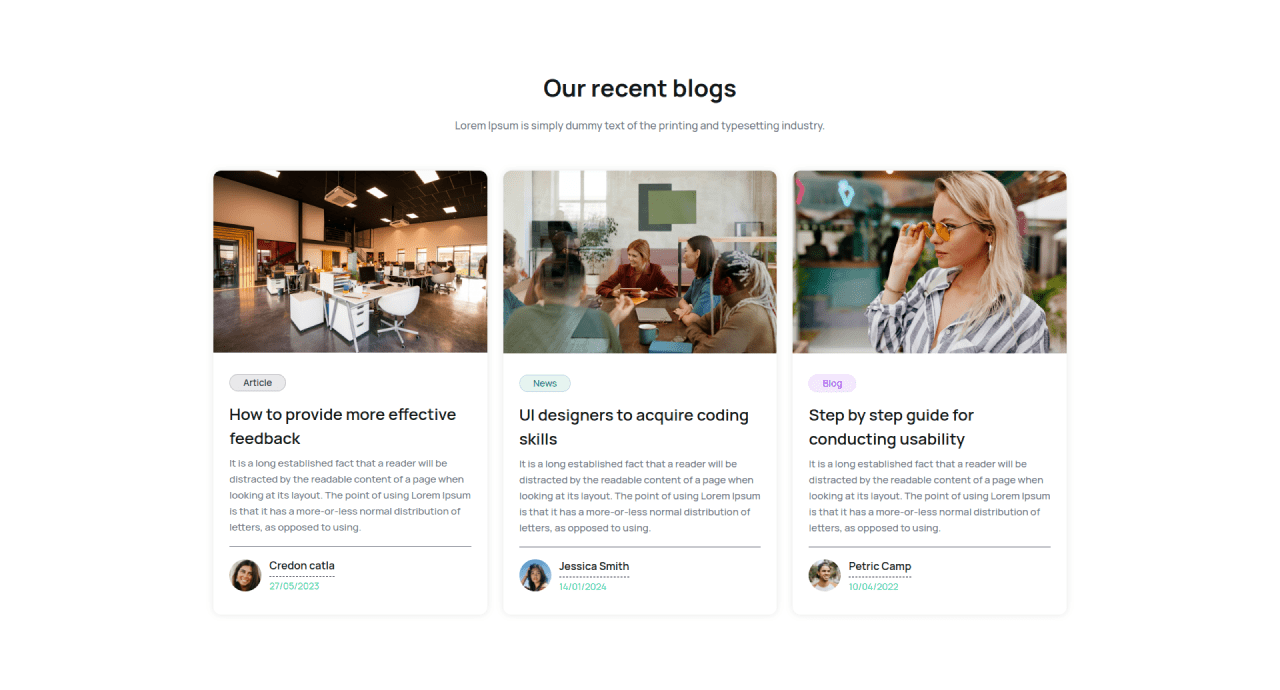 Our recent blogs
Lorem Ipsum is simply dummy text of the printing and typesetting industry.
Article
How to provide more effective
feedback
It is a long established fact that a reader will be
distracted by the readable content of a page when
looking at its layout. The point of using Lorem Ipsum
is that it has a more-or-less normal distribution of
letters, as opposed to using.
Credon catla
27/05/2023
News
UI designers to acquire coding
skills
It is a long established fact that a reader will be
distracted by the readable content of a page when
looking at its layout. The point of using Lorem Ipsum
is that it has a more-or-less normal distribution of
letters, as opposed to using.
Jessica Smith
14/01/2024
Blog
Step by step guide for
conducting usability
It is a long established fact that a reader will be
distracted by the readable content of a page when
looking at its layout. The point of using Lorem Ipsum
is that it has a more-or-less normal distribution of
letters, as opposed to using.
Petric Camp
10/04/2022